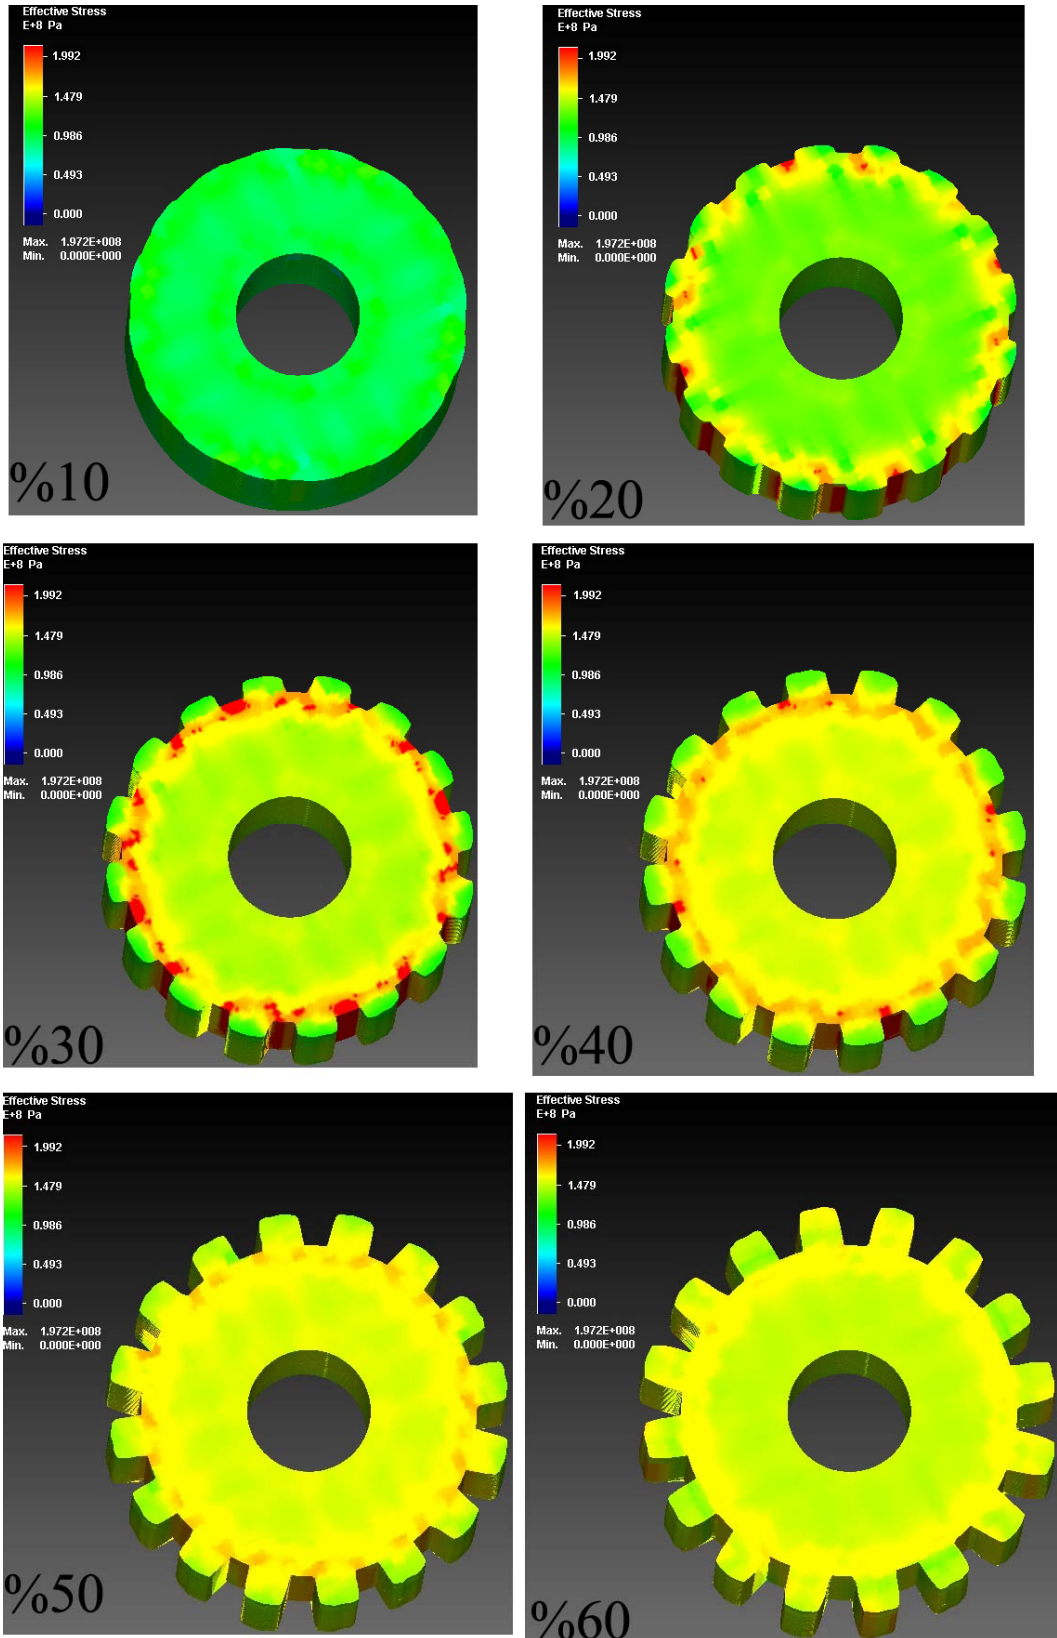 Effective Stress
E+8 Pa
1.992
1.479
0.986
0.493
0.000
Max. 1.972E+008
Min. 0.000E+000
%10
Effective Stress
E+8 Pa
1.992
1.479
0.986
0.493
0.000
Max. 1.972E+008
Min. 0.000E+000
%20
Effective Stress
E+8 Pa
1.992
1.479
0.986
0.493
0.000
Max. 1.972E+008
Min. 0.000E+000
%30
Effective Stress
E+8 Pa
1.992
1.479
0.986
0.493
0.000
Max. 1.972E+008
Min. 0.000E+000
%40
Effective Stress
E+8 Pa
1.992
1.479
0.986
0.493
0.000
Max. 1.972E+008
Min. 0.000E+000
%50
Effective Stress
E+8 Pa
1.992
1.479
0.986
0.493
0.000
Max. 1.972E+008
Min. 0.000E+000
%60